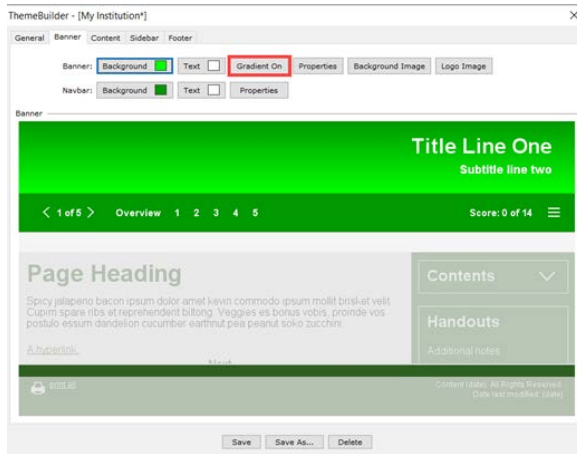 ThemeBuilder - [My Institution*]
General Banner Content Sidebar Footer
Banner: Background Text Gradient On Properties Background Image Logo Image
Navbar: Background Text Properties
Banner
Title Line One
Subtitle line two
< 1 of 5 > Overview 1 2 3 4 5 Score: 0 of 14
Page Heading
Spicy jalapeno bacon ipsum dolor amet kevin commodo ipsum mollit brisket velit.
Cupim spare ribs et reprehenderit biltong. Veggies es bonus vobis, proinde vos
postulo essum dandelion cucumber earthnut pea peanut soko zucchini.
A hyperlink.
Next
Contents
Handouts
Additional notes
print all
Content (date). All Rights Reserved.
Date last modified: (date)
Save Save As... Delete